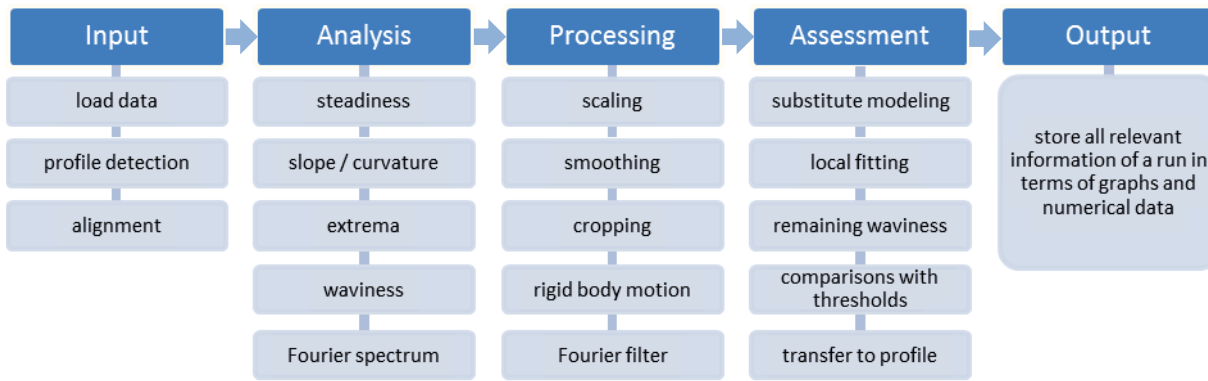 Input
load data
profile detection
alignment
Analysis
steadiness
slope / curvature
extrema
waviness
Fourier spectrum
Processing
scaling
smoothing
cropping
rigid body motion
Fourier filter
Assessment
substitute modeling
local fitting
remaining waviness
comparisons with
thresholds
transfer to profile
Output
store all relevant
information of a run in
terms of graphs and
numerical data